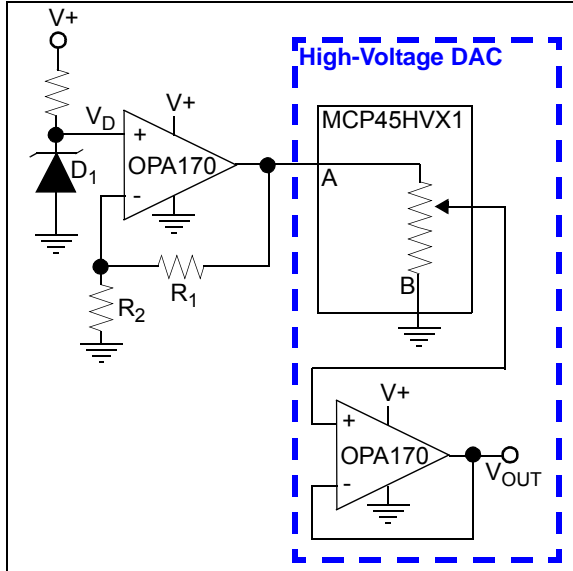 V+
High-Voltage DAC
V+
MCP45HVX1
VD
+
OPA170
A
D1
-
R1
B
R2
V+
+
OPA170
VOUT
-